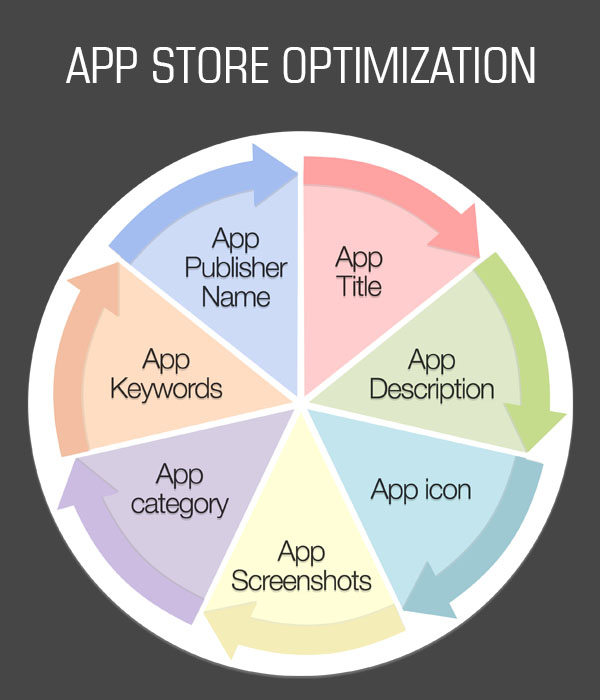 APP STORE OPTIMIZATION
App
Title
App
Description
App icon
App
Screenshots
App
category
App
Keywords
App
Publisher
Name